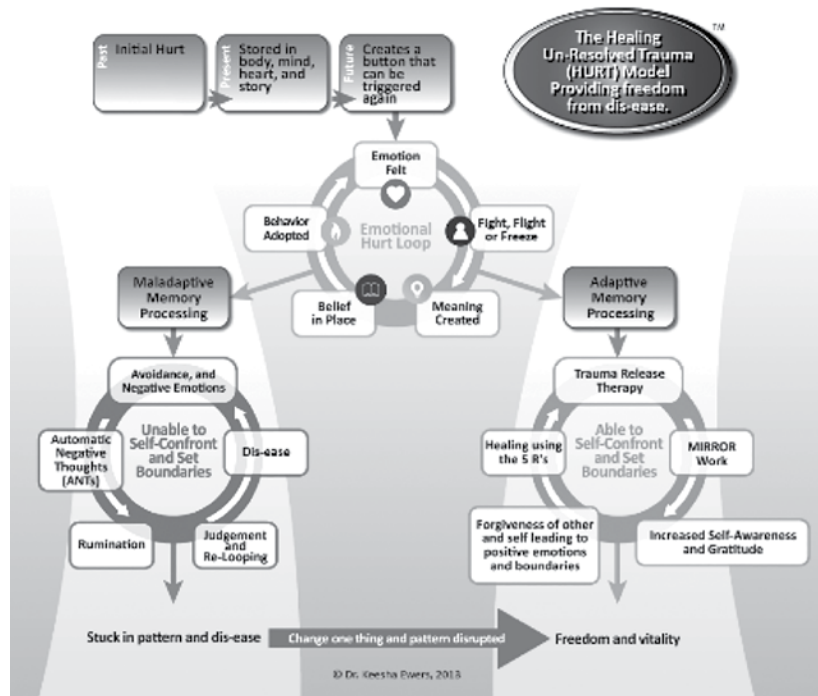 Past
Initial Hurt
Present
Stored in
body, mind,
heart, and
story
Future
Creates a
button that
can be
triggered
again
The Healing
Un-Resolved Trauma
(HURT) Model
Providing freedom
from dis-ease.
TM
Emotion
Felt
Behavior
Adopted
Emotional
Hurt Loop
Fight, Flight
or Freeze
Belief
in Place
Meaning
Created
Maladaptive
Memory
Processing
Adaptive
Memory
Processing
Avoidance, and
Negative Emotions
Unable to
Self-Confront
and Set
Boundaries
Automatic
Negative
Thoughts
(ANTs)
Dis-ease
Rumination
Judgement
and
Re-Looping
Trauma Release
Therapy
Healing using
the 5 R's
Able to
Self-Confront
and Set
Boundaries
MIRROR
Work
Forgiveness of other
and self leading to
positive emotions
and boundaries
Increased Self-Awareness
and Gratitude
Stuck in pattern and dis-ease
Change one thing and pattern disrupted
Freedom and vitality
© Dr. Keesha Ewers, 2013